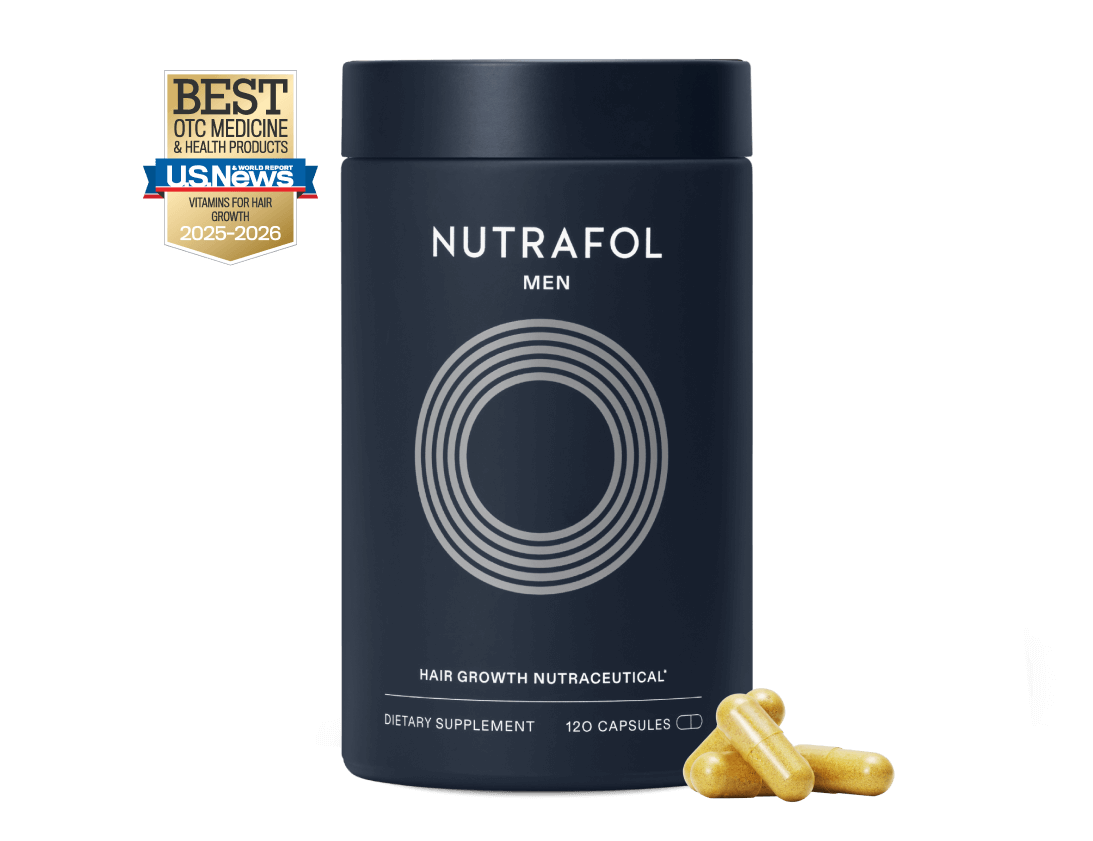 BEST
OTC MEDICINE
& HEALTH PRODUCTS
U.S.News & WORLD REPORT
VITAMINS FOR HAIR
GROWTH
2025-2026
NUTRAFOL
MEN
HAIR GROWTH NUTRACEUTICAL*
DIETARY SUPPLEMENT 120 CAPSULES